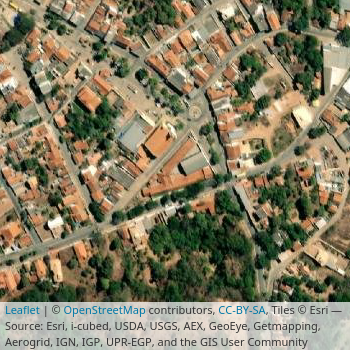 Leaflet | © OpenStreetMap contributors, CC-BY-SA, Tiles © Esri —
Source: Esri, i-cubed, USDA, USGS, AEX, GeoEye, Getmapping,
Aerogrid, IGN, IGP, UPR-EGP, and the GIS User Community